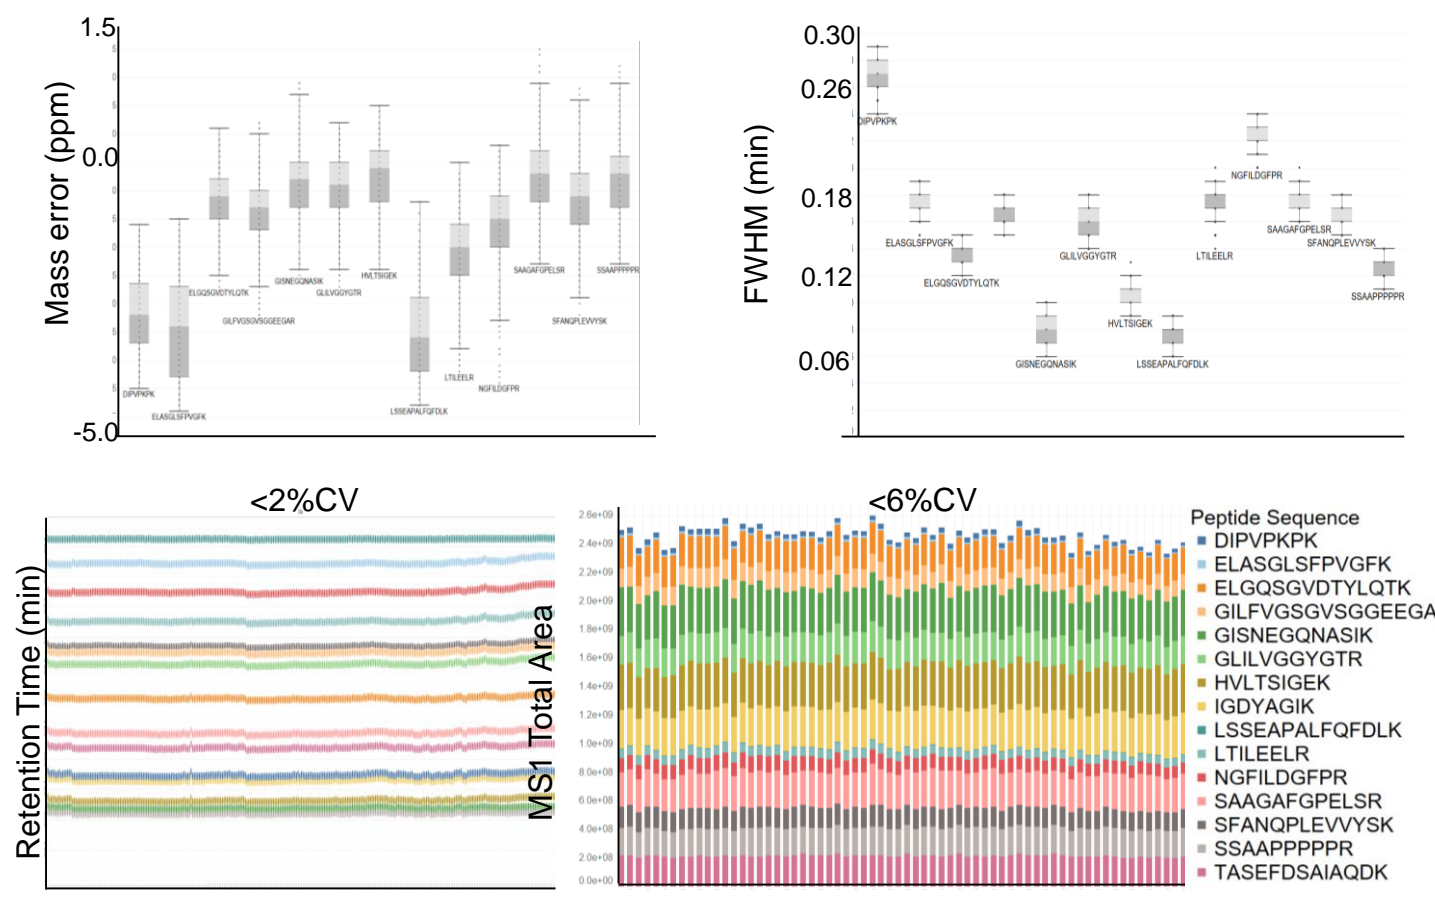 1.5
0.0
-5.0
Mass error (ppm)
DIPVPKPK
ELASGLSFPVGFK
ELGQSGVDTYLQTK
GILFVGSGVSGGEEGAR
GISNEGQNASIK
GLILVGGYGTR
HVLTSIGEK
LSSEAPALFQFDLK
LTILEELR
NGFILDGFPR
SAAGAFGPELSR
SFANQPLEVVYSK
SSAAPPPPPR
0.30
0.26
0.18
0.12
0.06
FWHM (min)
DIPVPKPK
ELASGLSFPVGFK
ELGQSGVDTYLQTK
GISNEGQNASIK
GLILVGGYGTR
HVLTSIGEK
LSSEAPALFQFDLK
LTILEELR
NGFILDGFPR
SAAGAFGPELSR
SFANQPLEVVYSK
SSAAPPPPPR
<2%CV
Retention Time (min)
<6%CV
MS1 Total Area
2.6e+09
2.4e+09
2.2e+09
2.0e+09
1.8e+09
1.6e+09
1.4e+09
1.2e+09
1.0e+09
8.0e+08
6.0e+08
4.0e+08
2.0e+08
0.0e+00
Peptide Sequence
DIPVPKPK
ELASGLSFPVGFK
ELGQSGVDTYLQTK
GILFVGSGVSGGEEGA
GISNEGQNASIK
GLILVGGYGTR
HVLTSIGEK
IGDYAGIK
LSSEAPALFQFDLK
LTILEELR
NGFILDGFPR
SAAGAFGPELSR
SFANQPLEVVYSK
SSAAPPPPPR
TASEFDSAIAQDK